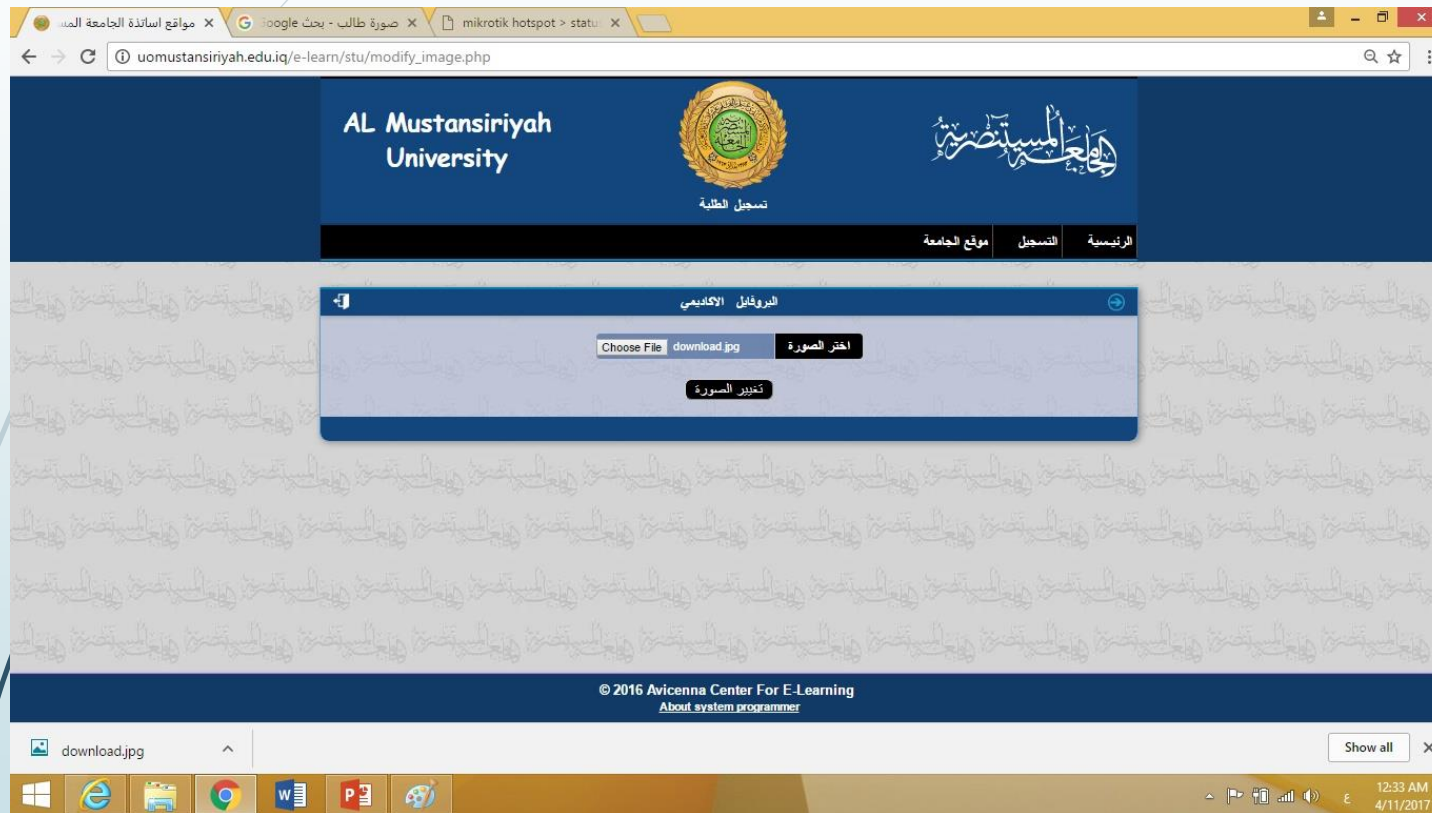 مواقع اساتذة الجامعة المس
صورة طالب - بحث Google
mikrotik hotspot > statu
uomustansiriyah.edu.iq/e-learn/stu/modify_image.php
AL Mustansiriyah
University
الجامعة المستنصرية
تسجيل الطلبة
الرئيسية التسجيل موقع الجامعة
البروفايل الاكاديمي
اختر الصورة
Choose File download.jpg
تغيير الصورة
© 2016 Avicenna Center For E-Learning
About system programmer
download.jpg
Show all
ع
12:33 AM
4/11/2017